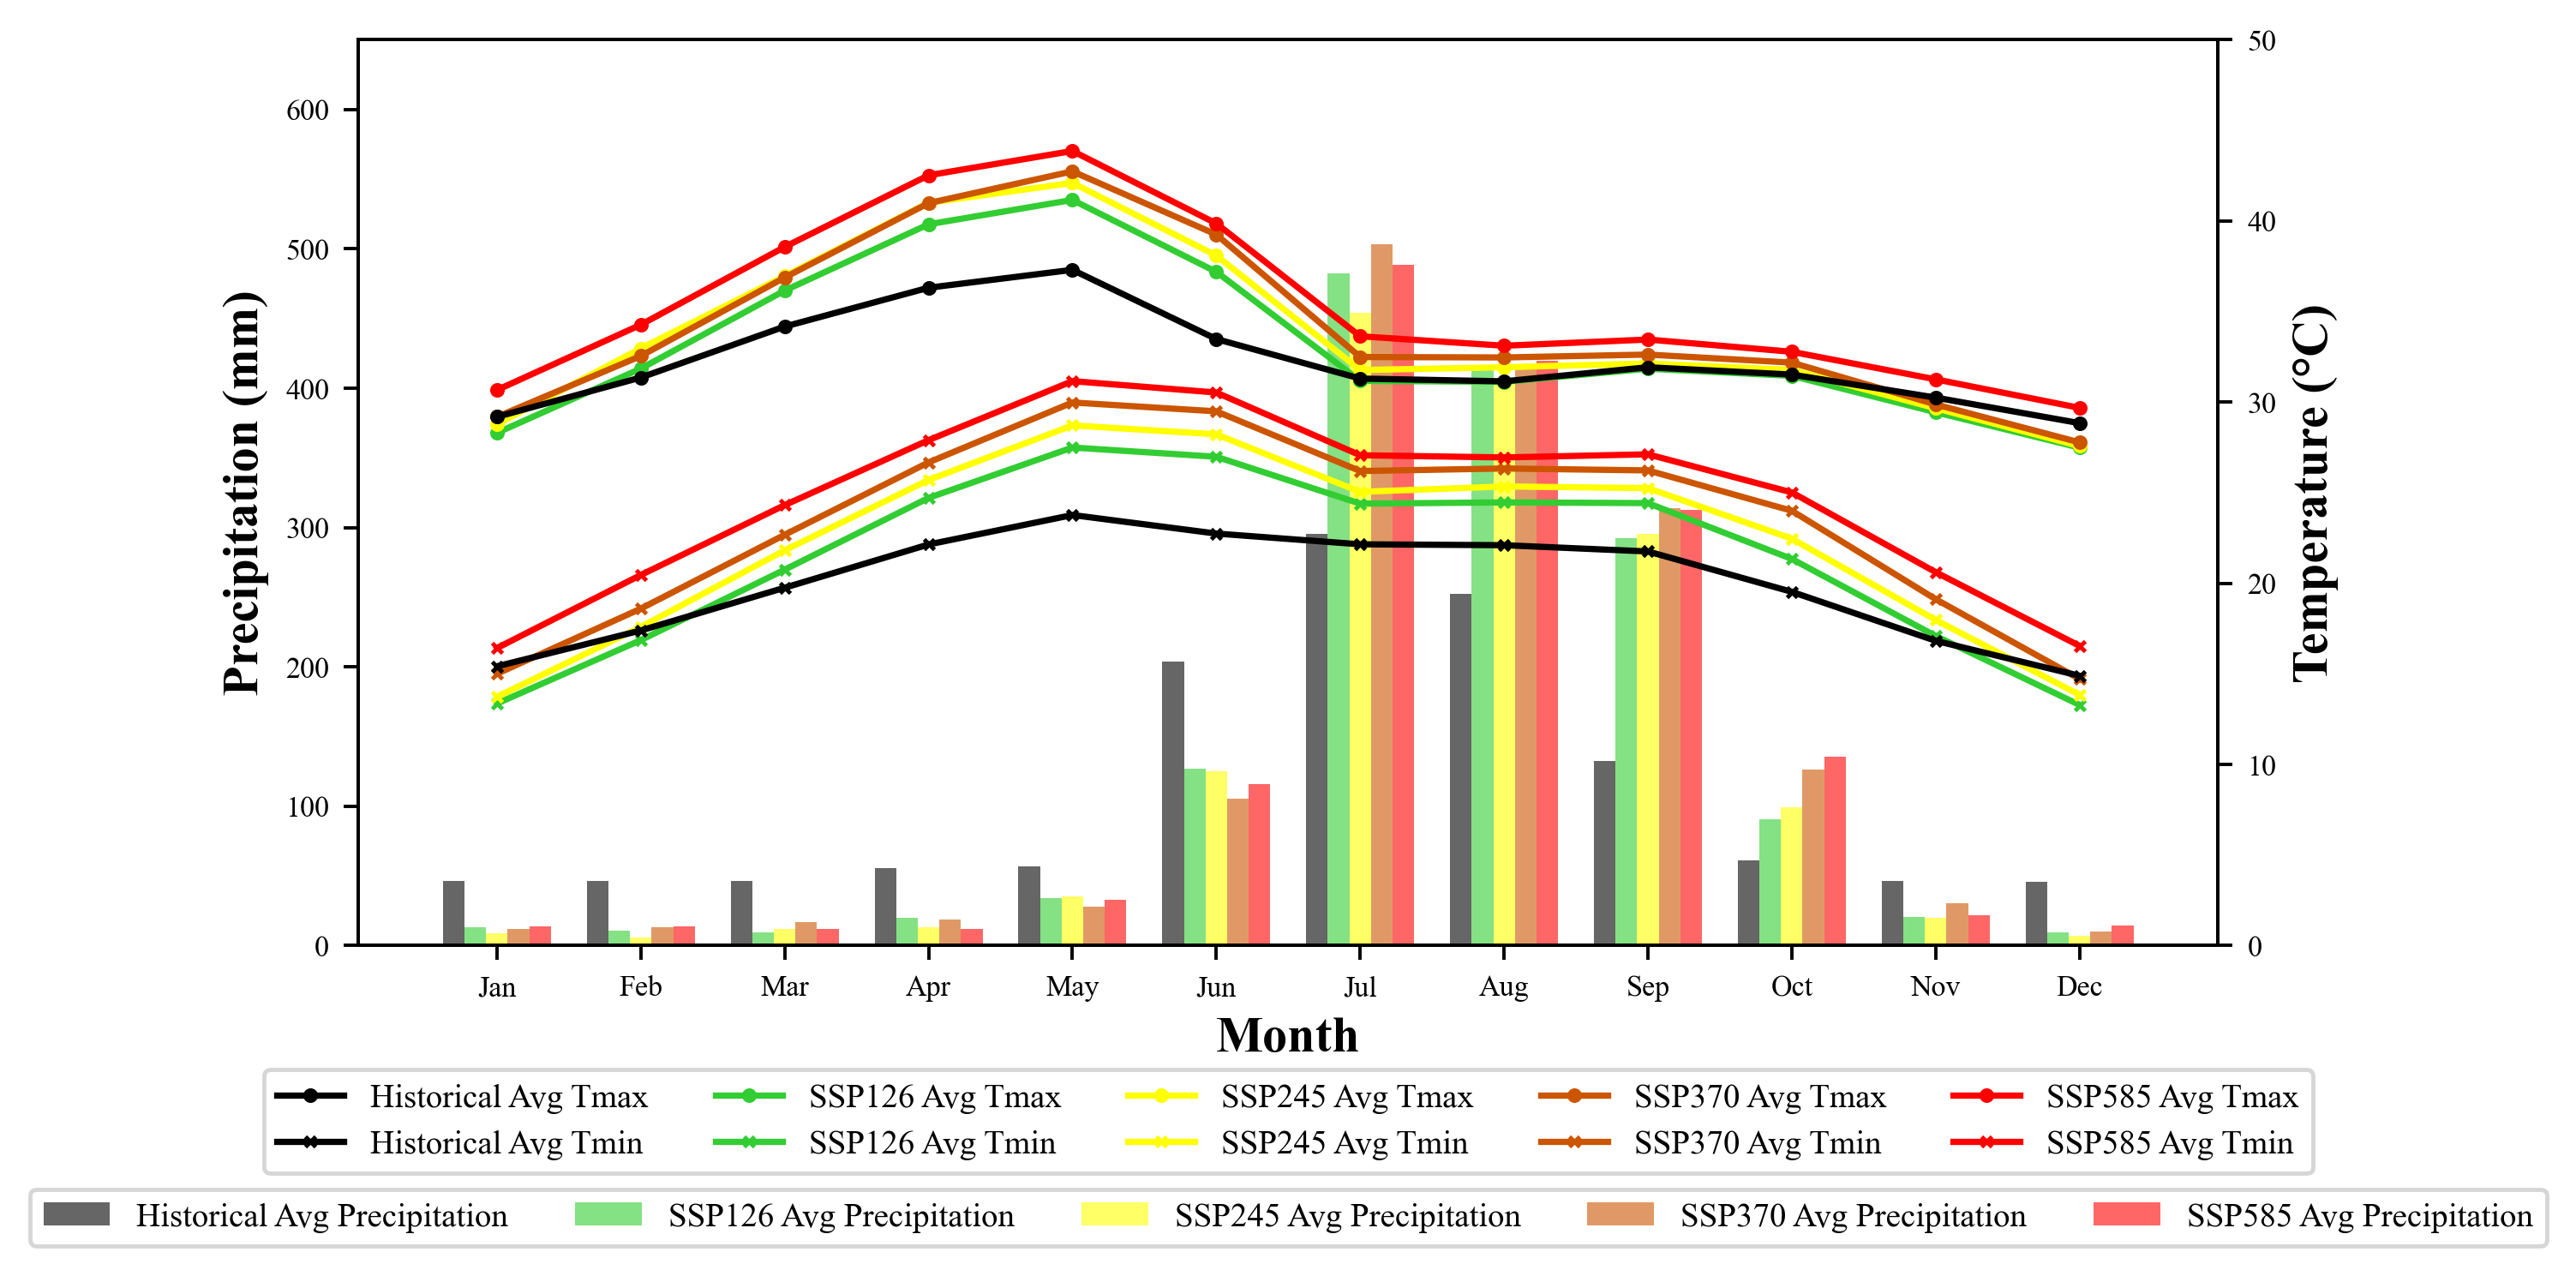 600
500
400
300
200
100
0
Precipitation (mm)
50
40
30
20
10
0
Temperature (°C)
Jan Feb Mar Apr May Jun Jul Aug Sep Oct Nov Dec
Month
Historical Avg Tmax SSP126 Avg Tmax SSP245 Avg Tmax SSP370 Avg Tmax SSP585 Avg Tmax
Historical Avg Tmin SSP126 Avg Tmin SSP245 Avg Tmin SSP370 Avg Tmin SSP585 Avg Tmin
Historical Avg Precipitation SSP126 Avg Precipitation SSP245 Avg Precipitation SSP370 Avg Precipitation SSP585 Avg Precipitation